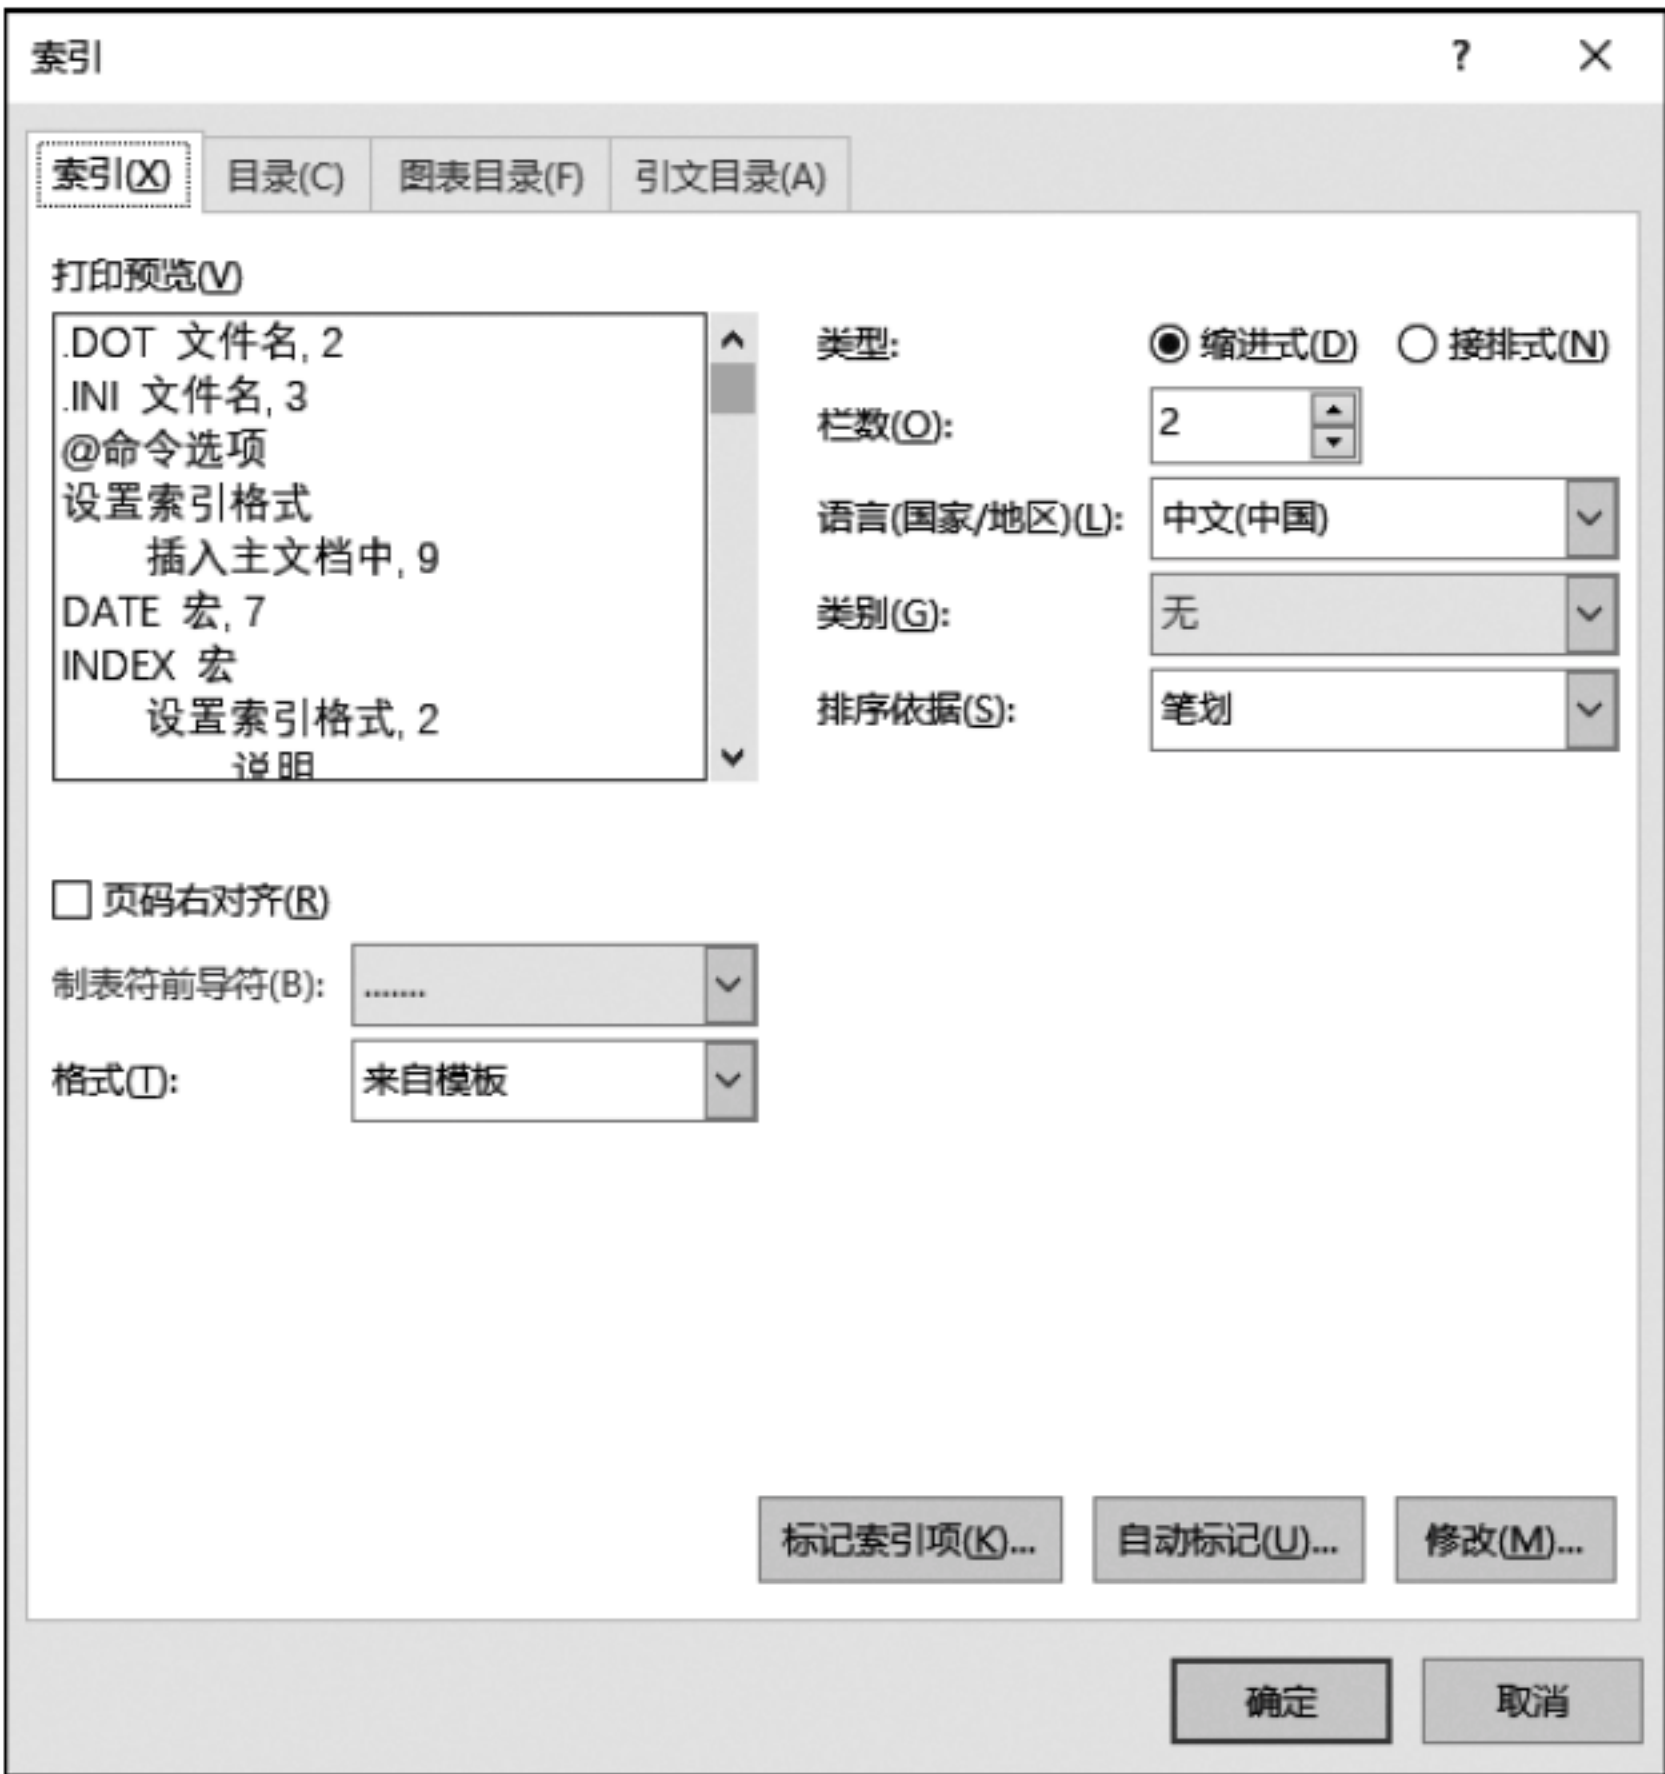 索引
?
索引(X) 目录(C) 图表目录(F) 引文目录(A)
打印预览(V)
.DOT 文件名, 2
.INI 文件名, 3
@命令选项
设置索引格式
插入主文档中, 9
DATE 宏, 7
INDEX 宏
设置索引格式, 2
说明
类型: 缩进式(D) 接排式(N)
栏数(O): 2
语言(国家/地区)(L): 中文(中国)
类别(G): 无
排序依据(S): 笔划
页码右对齐(R)
制表符前导符(B): .......
格式(T): 来自模板
标记索引项(K)... 自动标记(U)... 修改(M)...
确定 取消